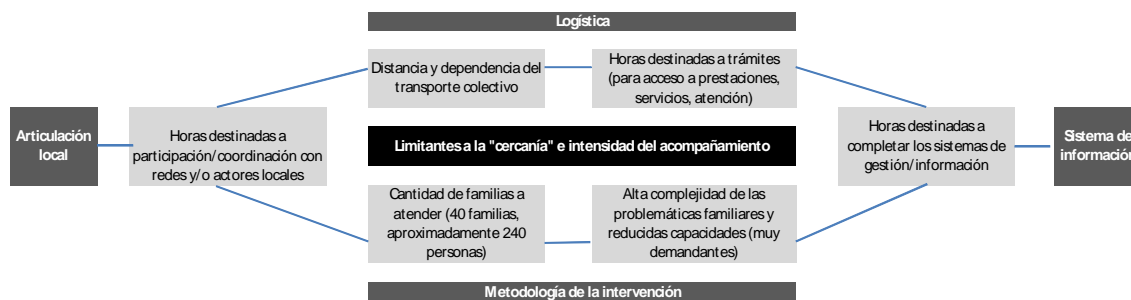 Logística
Distancia y dependencia del
transporte colectivo
Horas destinadas a trámites
(para acceso a prestaciones,
servicios, atención)
Articulación
local
Horas destinadas a
participación/coordinación con
redes y/o actores locales
Limitantes a la "cercanía" e intensidad del acompañamiento
Horas destinadas a
completar los sistemas de
gestión/información
Sistema de
información
Cantidad de familias a
atender (40 familias,
aproximadamente 240
personas)
Alta complejidad de las
problemáticas familiares y
reducidas capacidades (muy
demandantes)
Metodología de la intervención